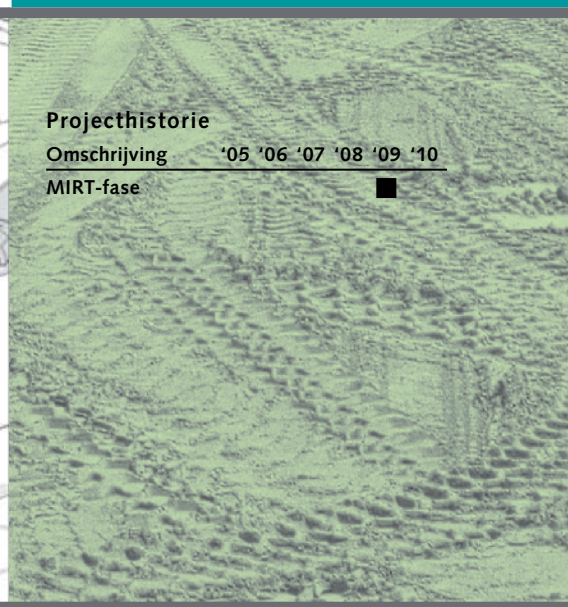 Projecthistorie
Omschrijving ‘05 ‘06 ‘07 ‘08 ‘09 ‘10
MIRT-fase ■